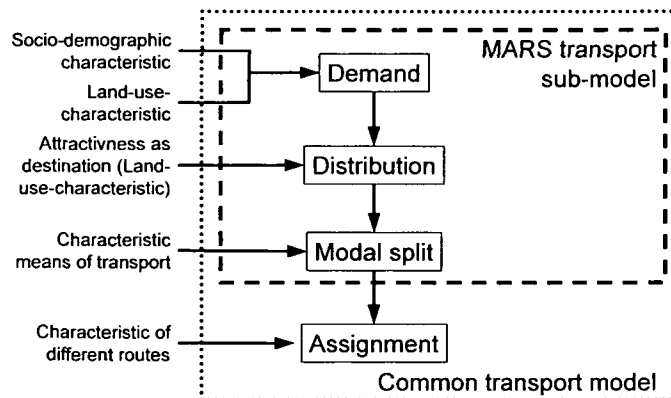 Socio-demographic
characteristic
Land-use-
characteristic
Attractivness as
destination (Land-
use-characteristic)
Characteristic
means of transport
Characteristic of
different routes
MARS transport
sub-model
Demand
Distribution
Modal split
Assignment
Common transport model